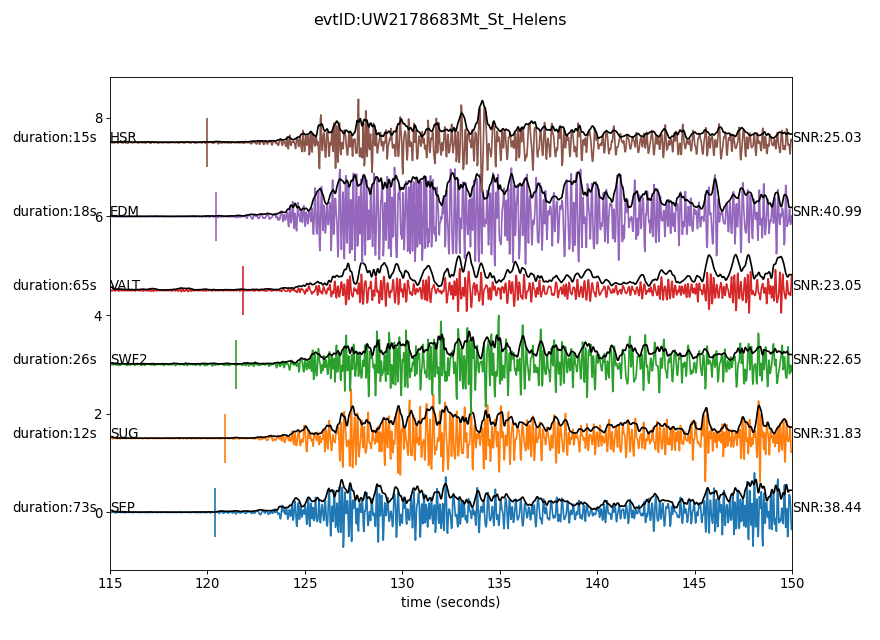 evtID:UW2178683Mt_St_Helens
8
duration:15s HSR SNR:25.03
duration:18s EDM SNR:40.99
6
duration:65s VALT SNR:23.05
4
duration:26s SWF2 SNR:22.65
2
duration:12s SUG SNR:31.83
duration:73s SEP SNR:38.44
0
115 120 125 130 135 140 145 150
time (seconds)